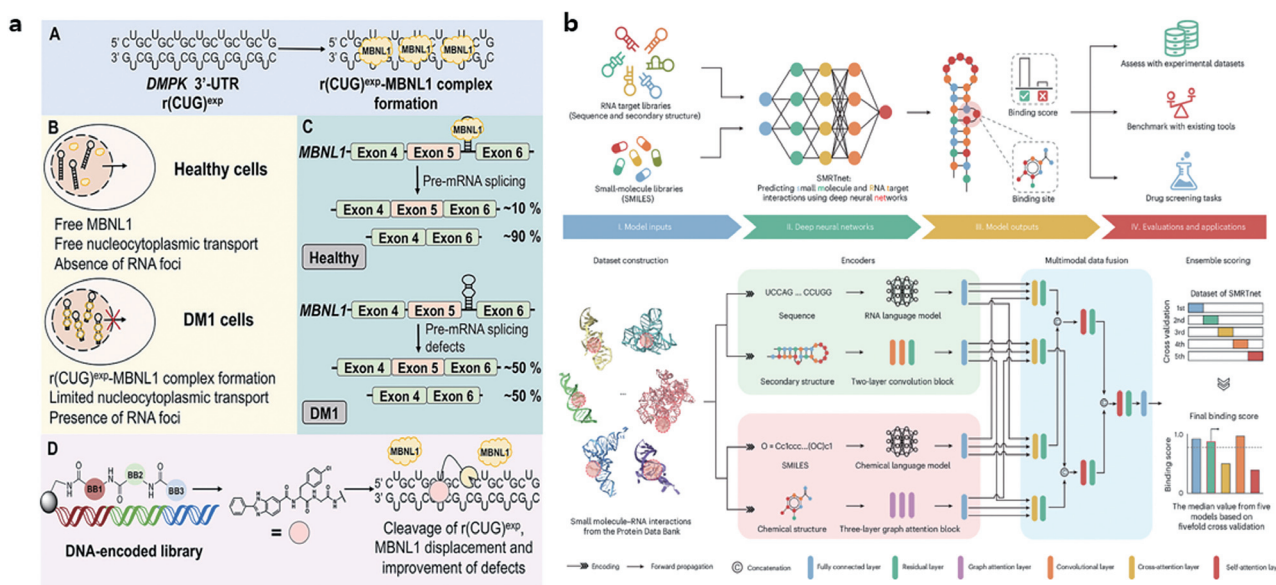 a
A
5' C U G C U G C U G C U G C U G
3' G U C G U C G U C G U C G U C
DMPK 3'-UTR
r(CUG)exp
MBNL1 MBNL1 MBNL1
r(CUG)exp-MBNL1 complex
formation
B
Healthy cells
Free MBNL1
Free nucleocytoplasmic transport
Absence of RNA foci
DM1 cells
r(CUG)exp-MBNL1 complex formation
Limited nucleocytoplasmic transport
Presence of RNA foci
C
MBNL1
MBNL1 Exon 4 Exon 5 Exon 6
Pre-mRNA splicing
Exon 4 Exon 5 Exon 6 ~10 %
Exon 4 Exon 6 ~90 %
Healthy
MBNL1 Exon 4 Exon 5 Exon 6
Pre-mRNA splicing
defects
Exon 4 Exon 5 Exon 6 ~50 %
Exon 4 Exon 6 ~50 %
DM1
D
BB1 BB2 BB3
DNA-encoded library
Cl
=
MBNL1 MBNL1
Cleavage of r(CUG)exp,
MBNL1 displacement and
improvement of defects
b
RNA target libraries
(Sequence and secondary structure)
Small-molecule libraries
(SMILES)
SMRTnet:
Predicting small molecule and RNA target
interactions using deep neural networks
Binding score
Binding site
Assess with experimental datasets
Benchmark with existing tools
Drug screening tasks
I. Model inputs
II. Deep neural networks
III. Model outputs
IV. Evaluations and applications
Dataset construction
...
Small molecule–RNA interactions
from the Protein Data Bank
Encoders
UCCAG ... CCUGG
Sequence
RNA language model
Secondary structure
Two-layer convolution block
O = Cc1ccc...(OC)c1
SMILES
Chemical language model
Chemical structure
Three-layer graph attention block
Multimodal data fusion
C
C
C
C
Ensemble scoring
Dataset of SMRTnet
Cross validation
1st
2nd
3rd
4th
5th
Final binding score
Binding score
1.0
0
The median value from five
models based on
fivefold cross validation
Encoding
Forward propagation
C Concatenation
Fully connected layer
Residual layer
Graph attention layer
Convolutional layer
Cross-attention layer
Self-attention